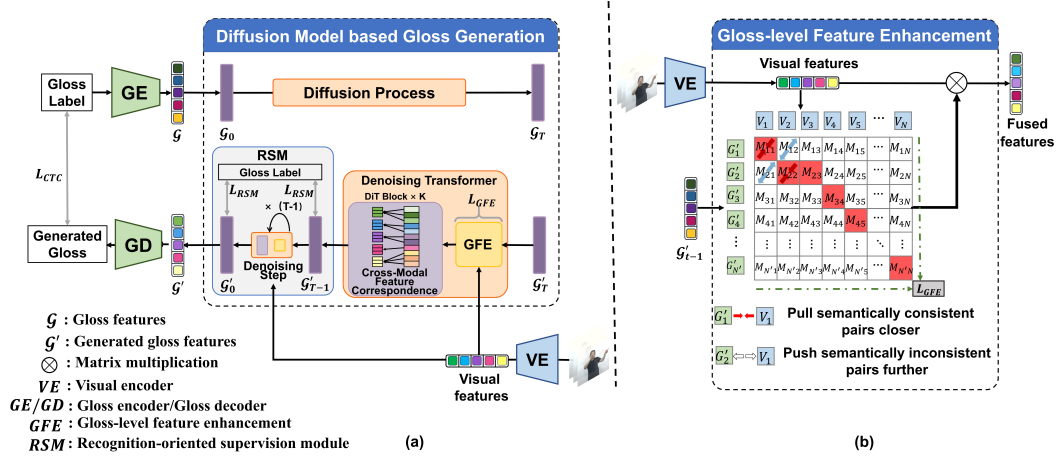 Diffusion Model based Gloss Generation
Gloss
Label
GE
𝒢
𝒢₀
Diffusion Process
𝒢_T
L_CTC
RSM
Gloss Label
L_RSM
L_RSM
× (T-1)
Denoising
Step
Denoising Transformer
DiT Block × K
L_GFE
GFE
Cross-Modal
Feature
Correspondence
Generated
Gloss
GD
𝒢′
𝒢′₀
𝒢′_T−1
𝒢′_T
Visual
features
VE
𝒢 : Gloss features
𝒢′ : Generated gloss features
⊗ : Matrix multiplication
VE : Visual encoder
GE/GD : Gloss encoder/Gloss decoder
GFE : Gloss-level feature enhancement
RSM : Recognition-oriented supervision module
(a)
Gloss-level Feature Enhancement
VE
Visual features
Fused
features
V₁ V₂ V₃ V₄ V₅ ··· V_N
G′₁ M₁₁ M₁₂ M₁₃ M₁₄ M₁₅ ··· M₁N
G′₂ M₂₁ M₂₂ M₂₃ M₂₄ M₂₅ ··· M₂N
G′₃ M₃₁ M₃₂ M₃₃ M₃₄ M₃₅ ··· M₃N
G′₄ M₄₁ M₄₂ M₄₃ M₄₄ M₄₅ ··· M₄N
⋮ ⋮ ⋮ ⋮ ⋮ ⋮ ⋱ ⋮
G′_N′ M_N′1 M_N′2 M_N′3 M_N′4 M_N′5 ··· M_N′N
𝒢′_t−1
L_GFE
G′₁ V₁ Pull semantically consistent
pairs closer
G′₂ V₁ Push semantically inconsistent
pairs further
(b)